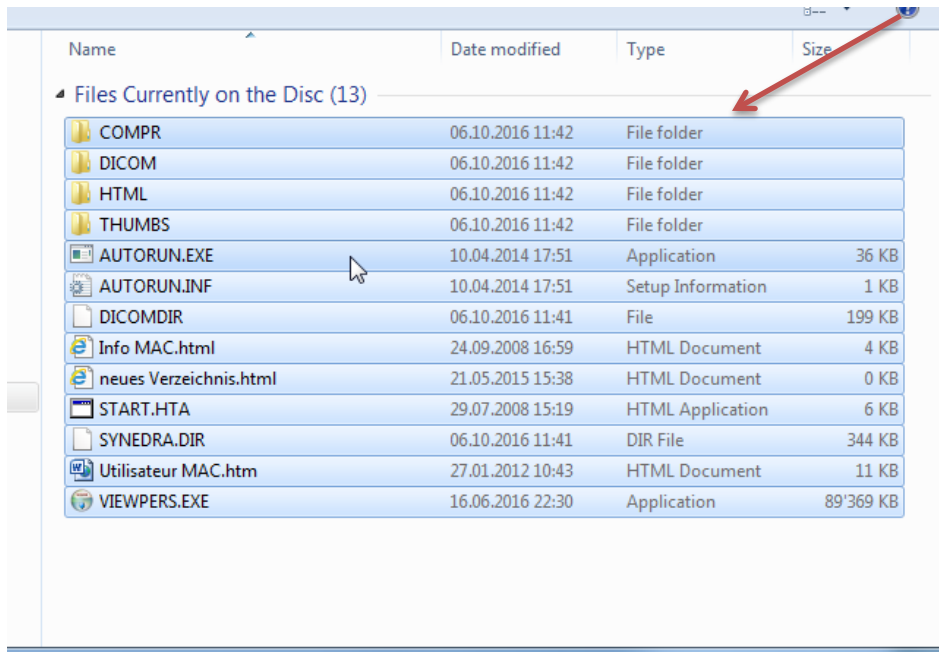 Name Date modified Type Size
Files Currently on the Disc (13)
COMPR 06.10.2016 11:42 File folder
DICOM 06.10.2016 11:42 File folder
HTML 06.10.2016 11:42 File folder
THUMBS 06.10.2016 11:42 File folder
AUTORUN.EXE 10.04.2014 17:51 Application 36 KB
AUTORUN.INF 10.04.2014 17:51 Setup Information 1 KB
DICOMDIR 06.10.2016 11:41 File 199 KB
Info MAC.html 24.09.2008 16:59 HTML Document 4 KB
neues Verzeichnis.html 21.05.2015 15:38 HTML Document 0 KB
START.HTA 29.07.2008 15:19 HTML Application 6 KB
SYNEDRA.DIR 06.10.2016 11:41 DIR File 344 KB
Utilisateur MAC.htm 27.01.2012 10:43 HTML Document 11 KB
VIEWPERS.EXE 16.06.2016 22:30 Application 89'369 KB